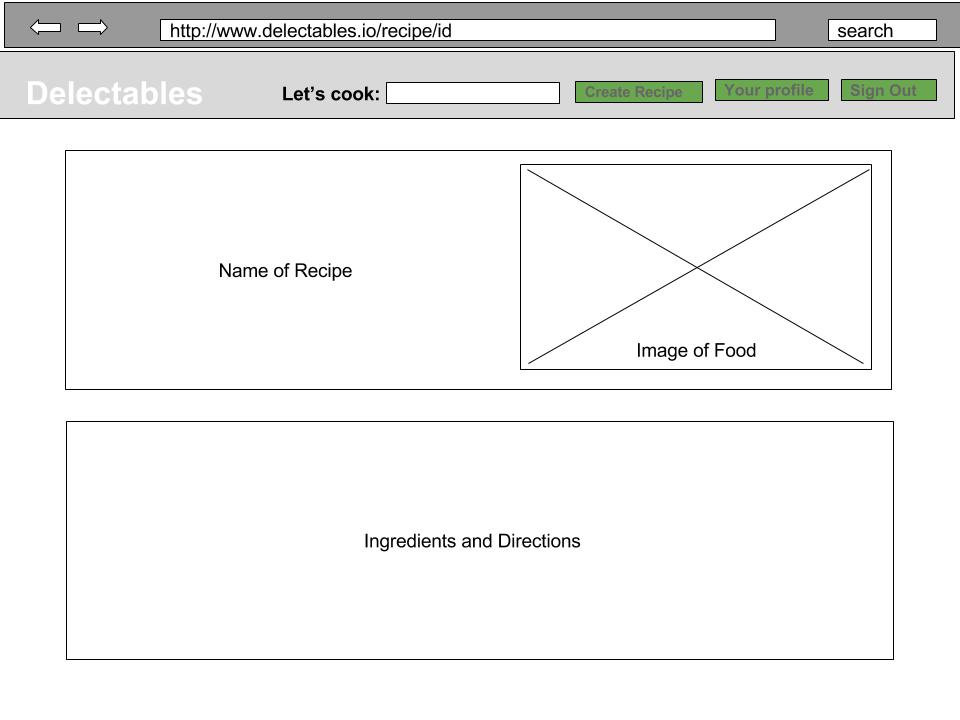 http://www.delectables.io/recipe/id
search
Delectables
Let's cook:
Create Recipe
Your profile
Sign Out
Name of Recipe
Image of Food
Ingredients and Directions